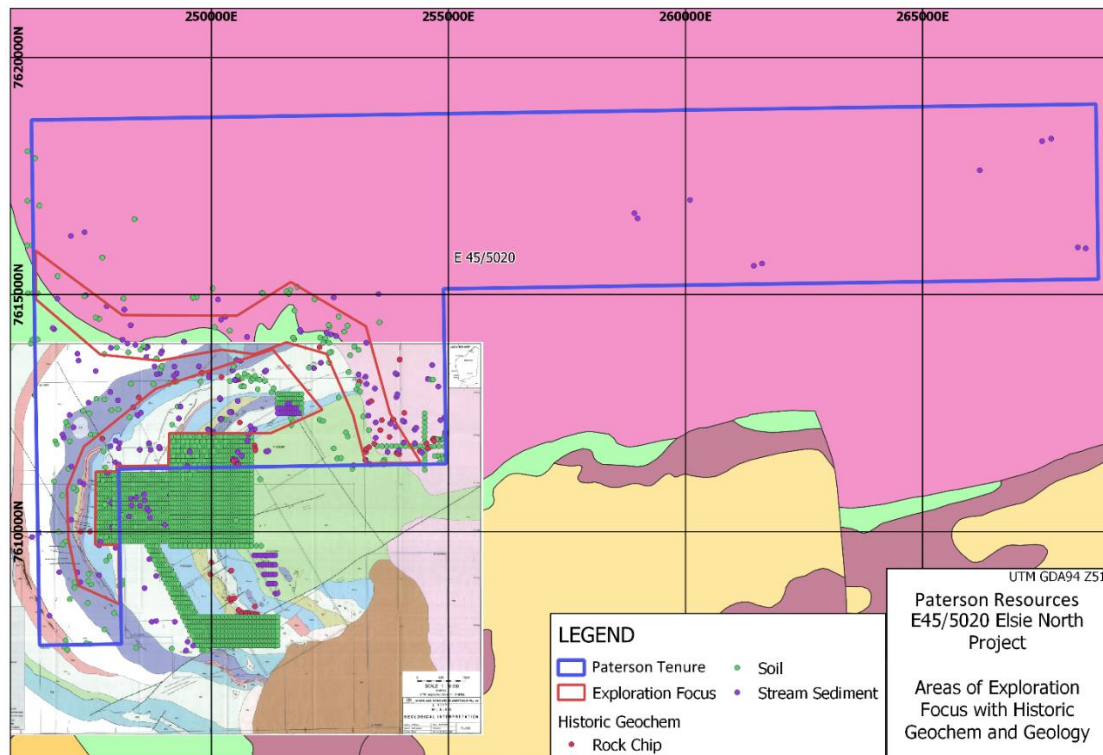 250000E
255000E
260000E
265000E
7620000N
7615000N
7610000N
E 45/5020
UTM GDA94 Z51
Paterson Resources
E45/5020 Elsie North
Project
Areas of Exploration
Focus with Historic
Geochem and Geology
LEGEND
Paterson Tenure
Exploration Focus
Historic Geochem
Rock Chip
Soil
Stream Sediment
GEOLOGICAL INTERPRETATION